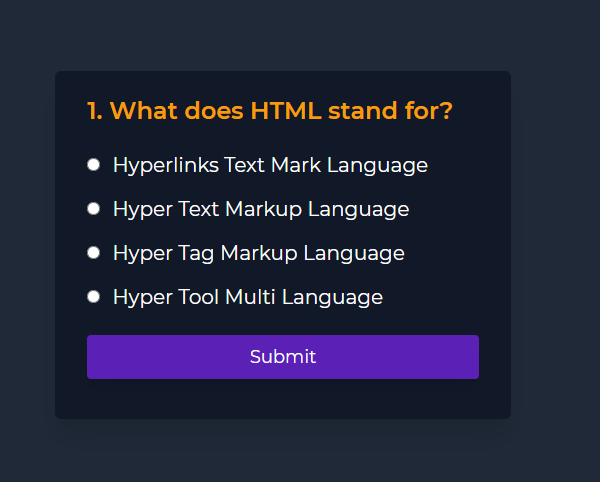 1. What does HTML stand for?
Hyperlinks Text Mark Language
Hyper Text Markup Language
Hyper Tag Markup Language
Hyper Tool Multi Language
Submit